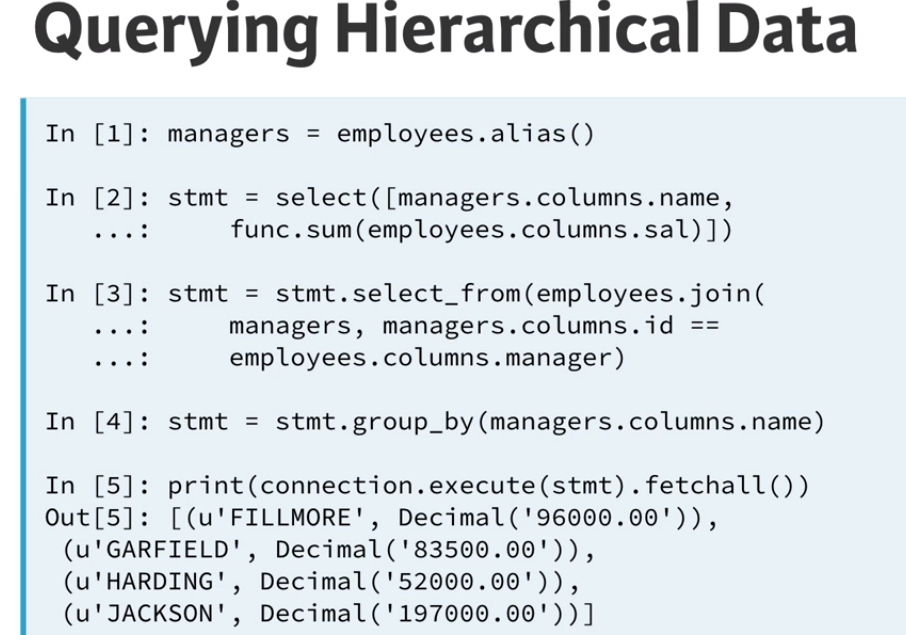 Querying Hierarchical Data
In [1]: managers = employees.alias()
In [2]: stmt = select([managers.columns.name,
   ...:     func.sum(employees.columns.sal)])
In [3]: stmt = stmt.select_from(employees.join(
   ...:     managers, managers.columns.id ==
   ...:     employees.columns.manager)
In [4]: stmt = stmt.group_by(managers.columns.name)
In [5]: print(connection.execute(stmt).fetchall())
Out[5]: [(u'FILLMORE', Decimal('96000.00')),
 (u'GARFIELD', Decimal('83500.00')),
 (u'HARDING', Decimal('52000.00')),
 (u'JACKSON', Decimal('197000.00'))]